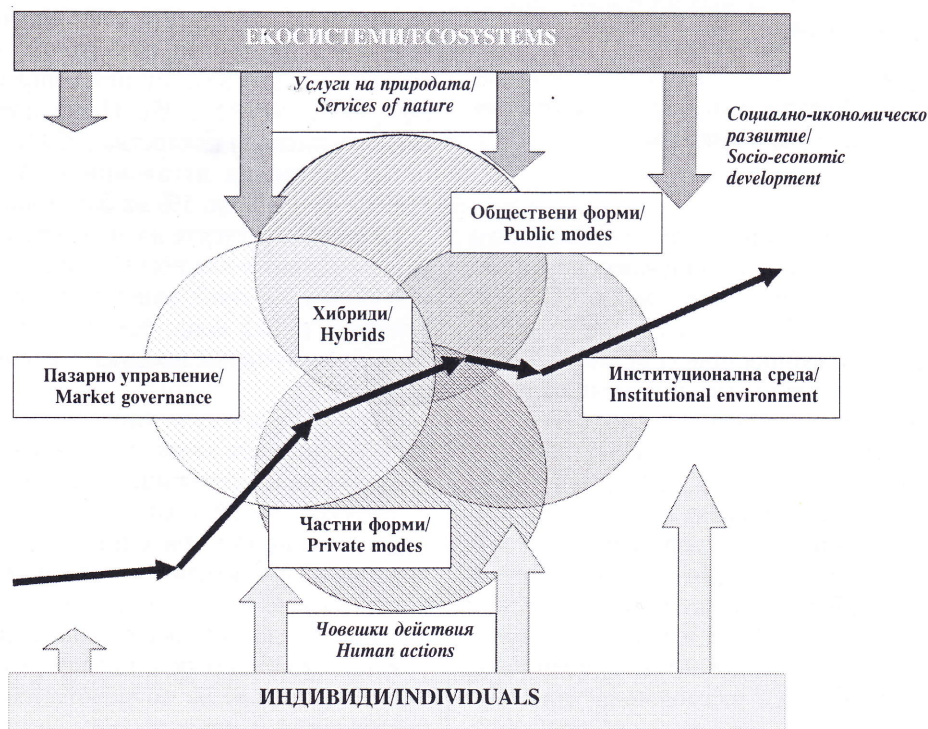 ЕКОСИСТЕМИ/ECOSYSTEMS
Услуги на природата/
Services of nature
Социално-икономическо
развитие/
Socio-economic
development
Обществени форми/
Public modes
Хибриди/
Hybrids
Пазарно управление/
Market governance
Институционална среда/
Institutional environment
Частни форми/
Private modes
Човешки действия
Human actions
ИНДИВИДИ/INDIVIDUALS